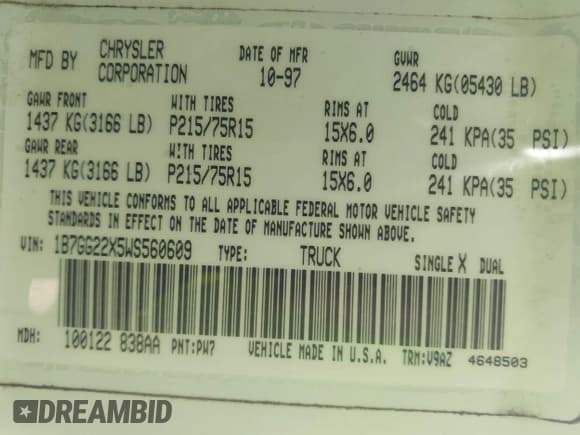 MFD BY CHRYSLER CORPORATION DATE OF MFR 10-97 GVWR 2464 KG(05430 LB)
GAWR FRONT WITH TIRES RIMS AT COLD
1437 KG(3166 LB) P215/75R15 15X6.0 241 KPA(35 PSI)
GAWR REAR WITH TIRES RIMS AT COLD
1437 KG(3166 LB) P215/75R15 15X6.0 241 KPA(35 PSI)
THIS VEHICLE CONFORMS TO ALL APPLICABLE FEDERAL MOTOR VEHICLE SAFETY
STANDARDS IN EFFECT ON THE DATE OF MANUFACTURE SHOWN ABOVE.
VIN: 1B7GG22X5WS560609 TYPE: TRUCK SINGLE X DUAL
MDH: 100122 838AA PNT:PW7 VEHICLE MADE IN U.S.A. TRM:V9AZ 4648503
DREAMBID